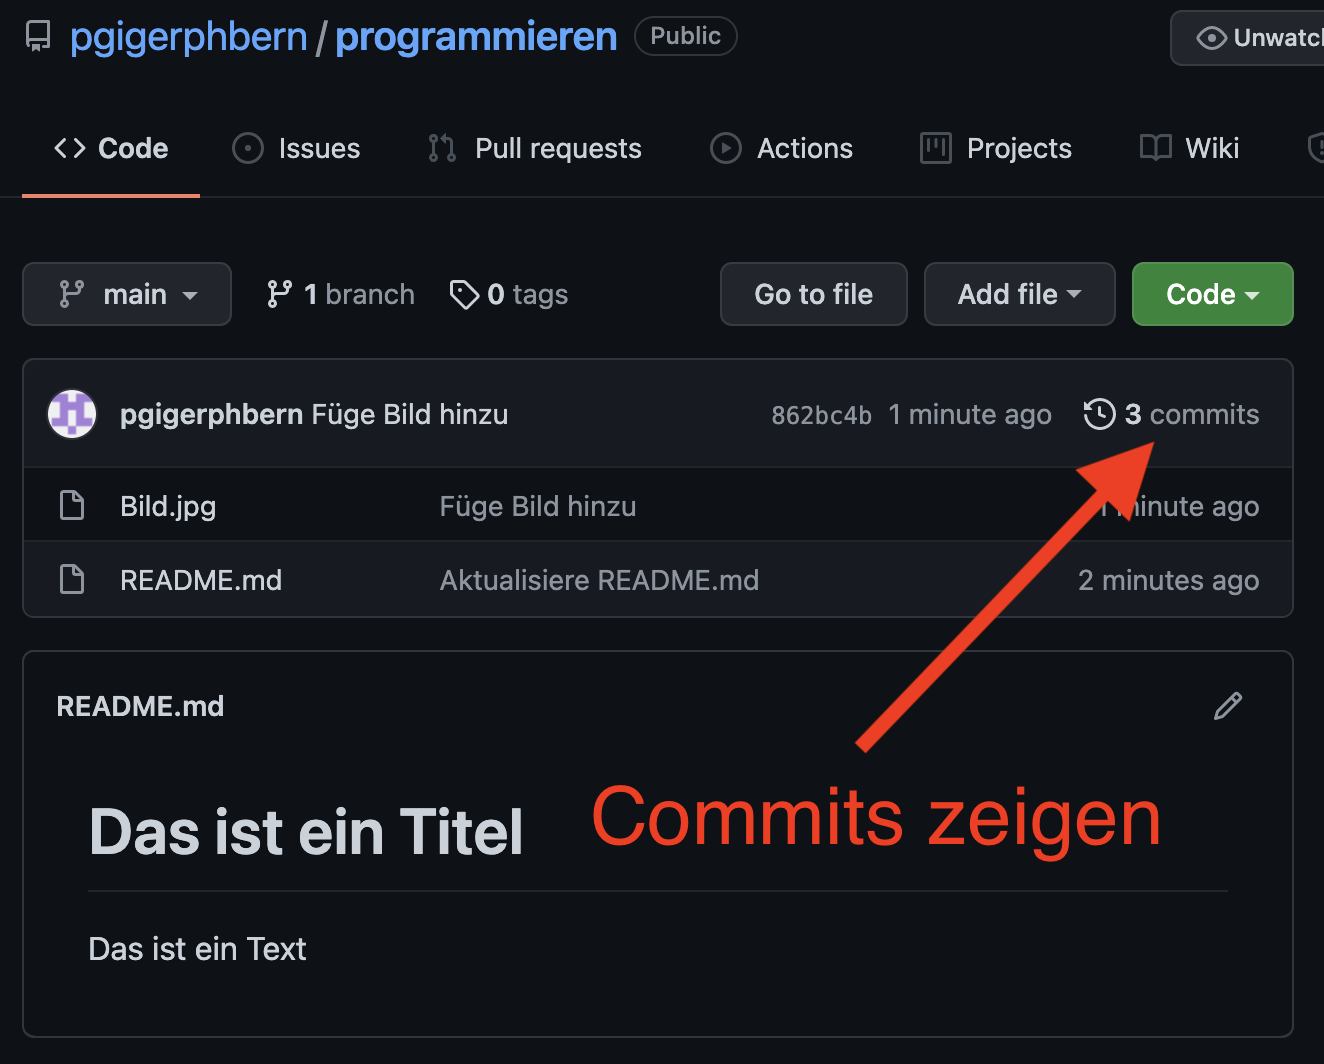 pgigerphbern / programmieren Public Unwatc
Code Issues Pull requests Actions Projects Wiki
main 1 branch 0 tags Go to file Add file Code
pgigerphbern Füge Bild hinzu 862bc4b 1 minute ago 3 commits
Bild.jpg Füge Bild hinzu 1 minute ago
README.md Aktualisiere README.md 2 minutes ago
README.md
Das ist ein Titel
Commits zeigen
Das ist ein Text